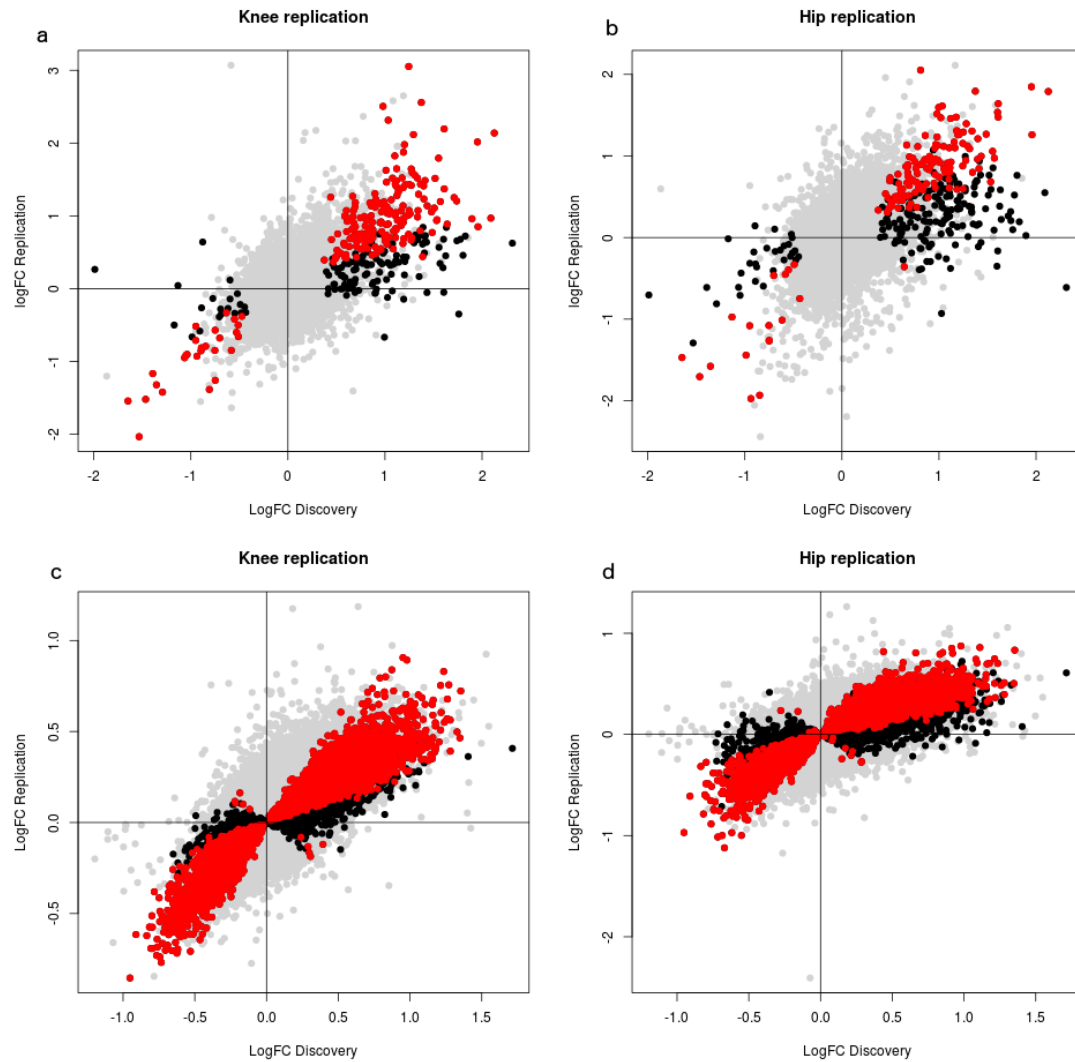 Knee replication
a
logFC Replication
3
2
1
0
-1
-2
-2
-1
0
1
2
LogFC Discovery
Hip replication
b
logFC Replication
2
1
0
-1
-2
-2
-1
0
1
2
LogFC Discovery
Knee replication
c
LogFC Replication
1.0
0.5
0.0
-0.5
-1.0
-0.5
0.0
0.5
1.0
1.5
LogFC Discovery
Hip replication
d
LogFC Replication
1
0
-1
-2
-1.0
-0.5
0.0
0.5
1.0
1.5
LogFC Discovery